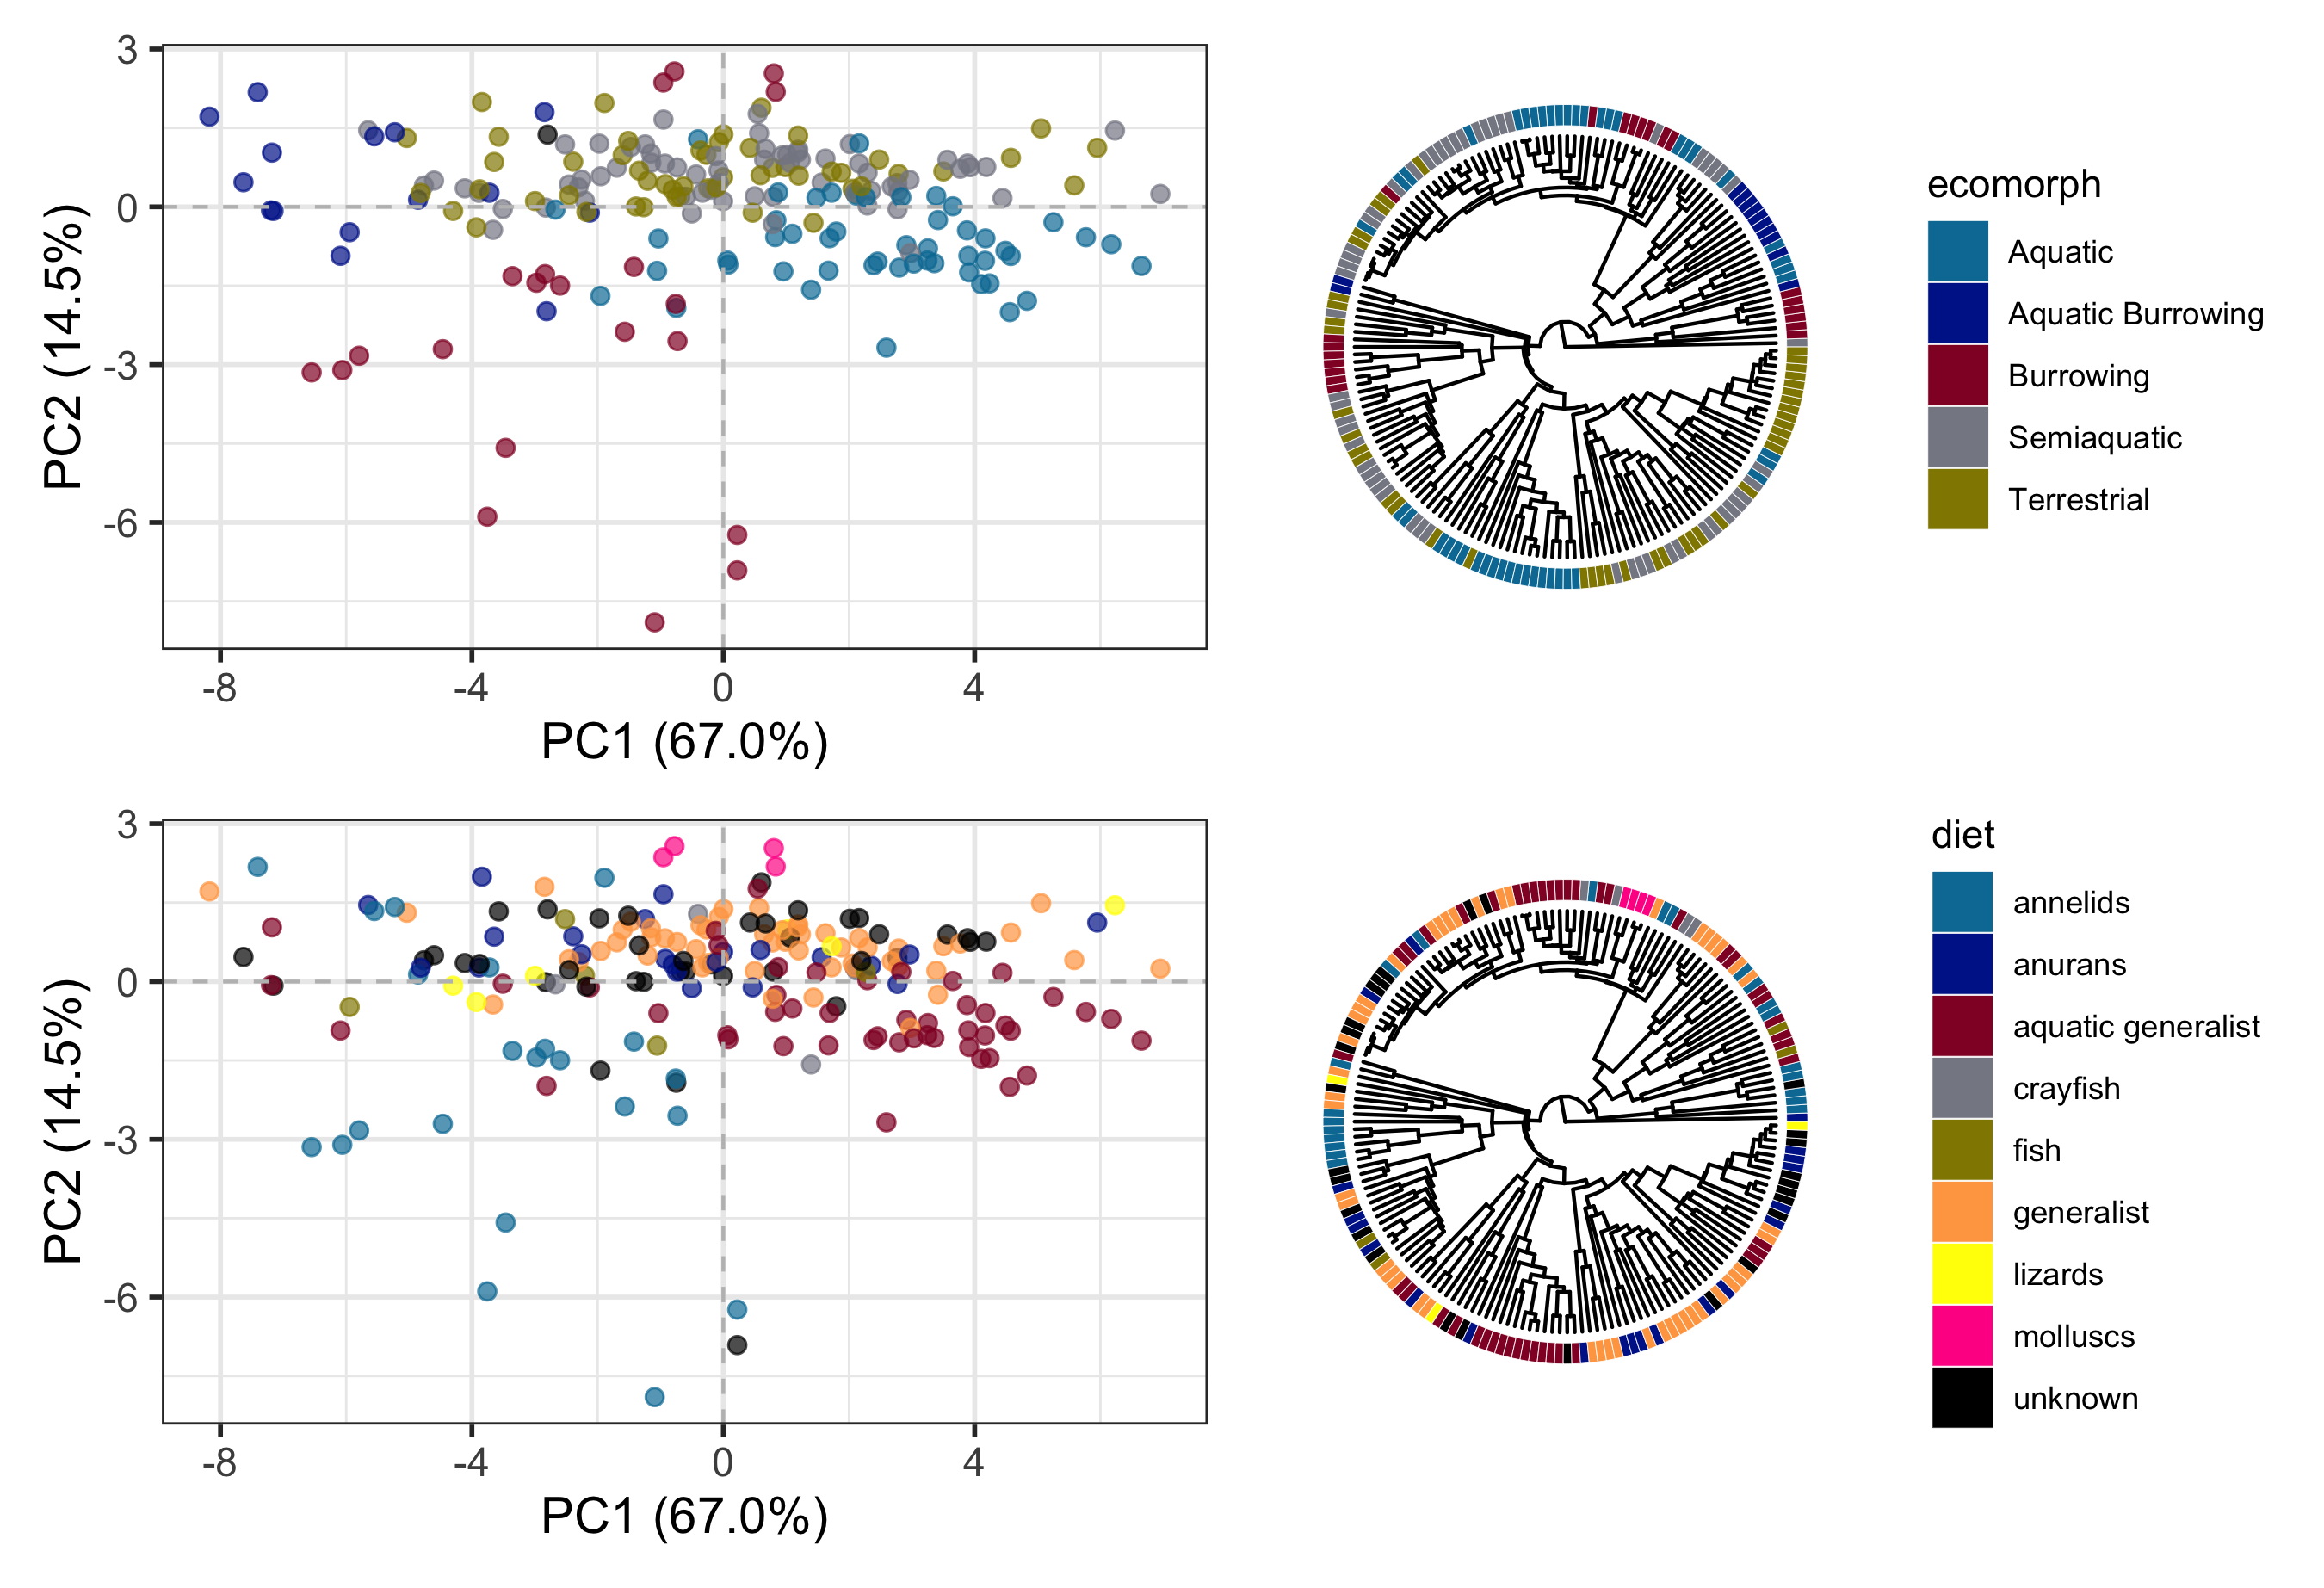 3
0
-3
-6
PC2 (14.5%)
-8
-4
0
4
PC1 (67.0%)
ecomorph
Aquatic
Aquatic Burrowing
Burrowing
Semiaquatic
Terrestrial
3
0
-3
-6
PC2 (14.5%)
-8
-4
0
4
PC1 (67.0%)
diet
annelids
anurans
aquatic generalist
crayfish
fish
generalist
lizards
molluscs
unknown